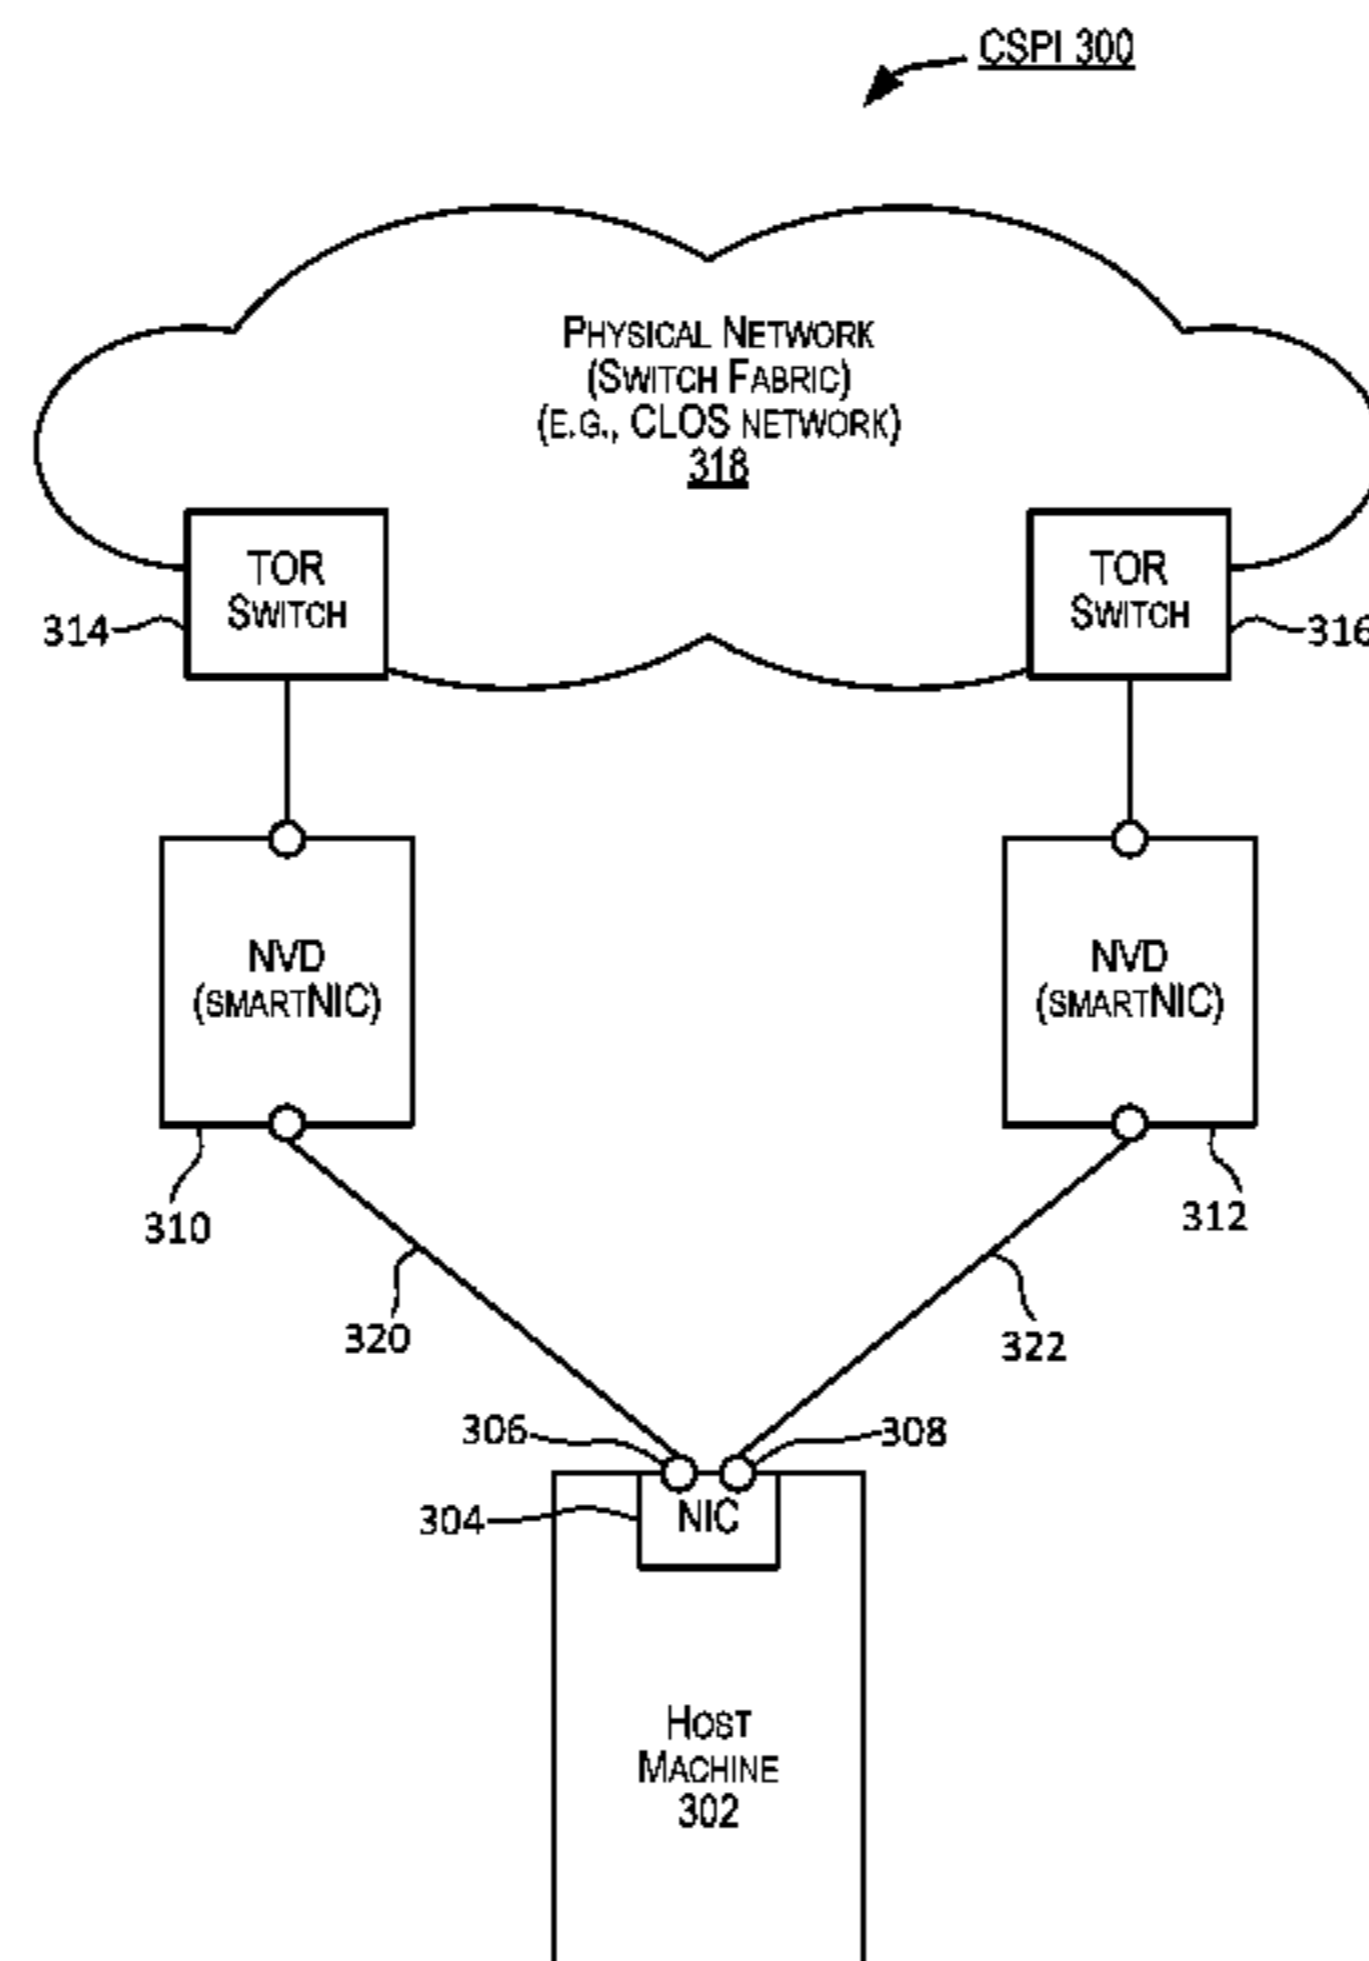 CSPI 300
PHYSICAL NETWORK
(SWITCH FABRIC)
(E.G., CLOS NETWORK)
318
TOR
SWITCH
314
TOR
SWITCH
316
NVD
(SMARTNIC)
310
NVD
(SMARTNIC)
312
320
322
306
308
304
NIC
HOST
MACHINE
302